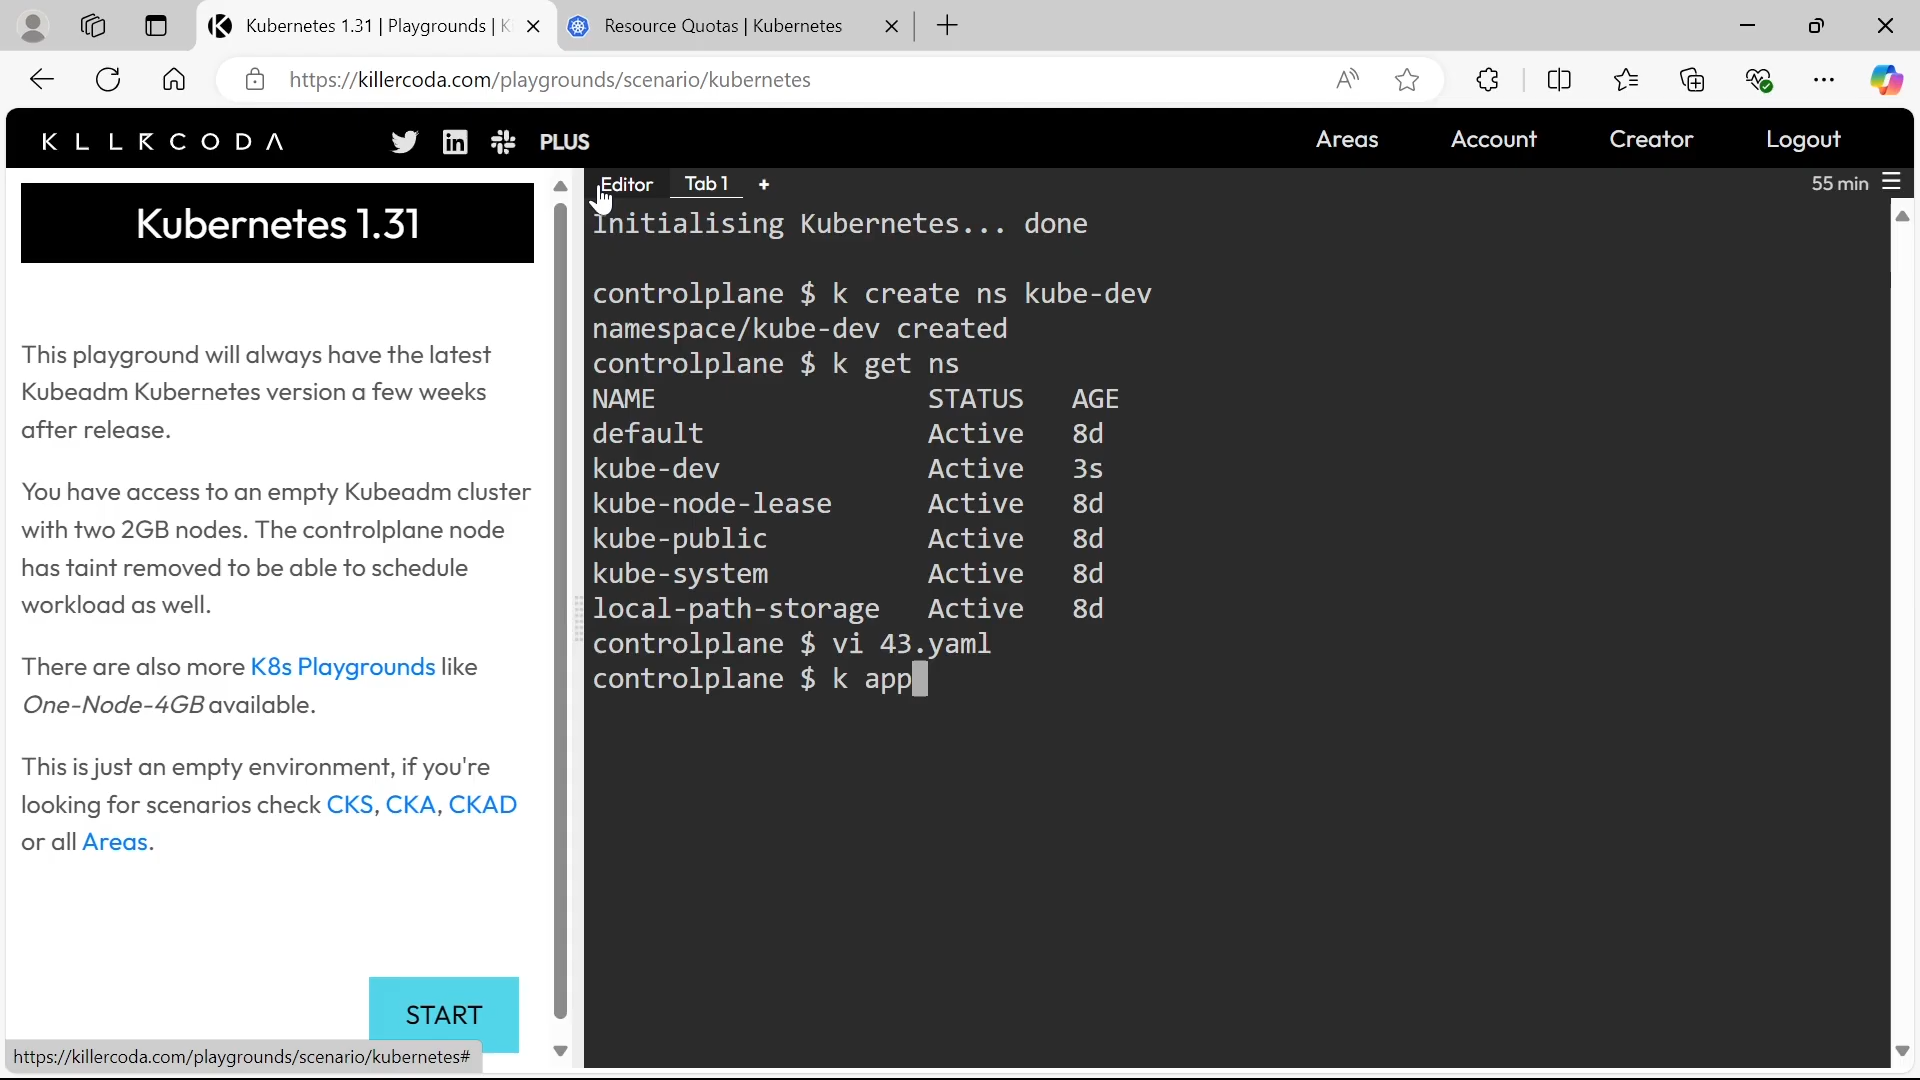 Kubernetes 1.31 | Playgrounds | Ki
Resource Quotas | Kubernetes
https://killercoda.com/playgrounds/scenario/kubernetes
KLLRCODA
PLUS
Areas
Account
Creator
Logout
Kubernetes 1.31
This playground will always have the latest
Kubeadm Kubernetes version a few weeks
after release.
You have access to an empty Kubeadm cluster
with two 2GB nodes. The controlplane node
has taint removed to be able to schedule
workload as well.
There are also more K8s Playgrounds like
One-Node-4GB available.
This is just an empty environment, if you're
looking for scenarios check CKS, CKA, CKAD
or all Areas.
START
https://killercoda.com/playgrounds/scenario/kubernetes#
Editor
Tab 1
+
55 min
Initialising Kubernetes... done
controlplane $ k create ns kube-dev
namespace/kube-dev created
controlplane $ k get ns
NAME STATUS AGE
default Active 8d
kube-dev Active 3s
kube-node-lease Active 8d
kube-public Active 8d
kube-system Active 8d
local-path-storage Active 8d
controlplane $ vi 43.yaml
controlplane $ k app